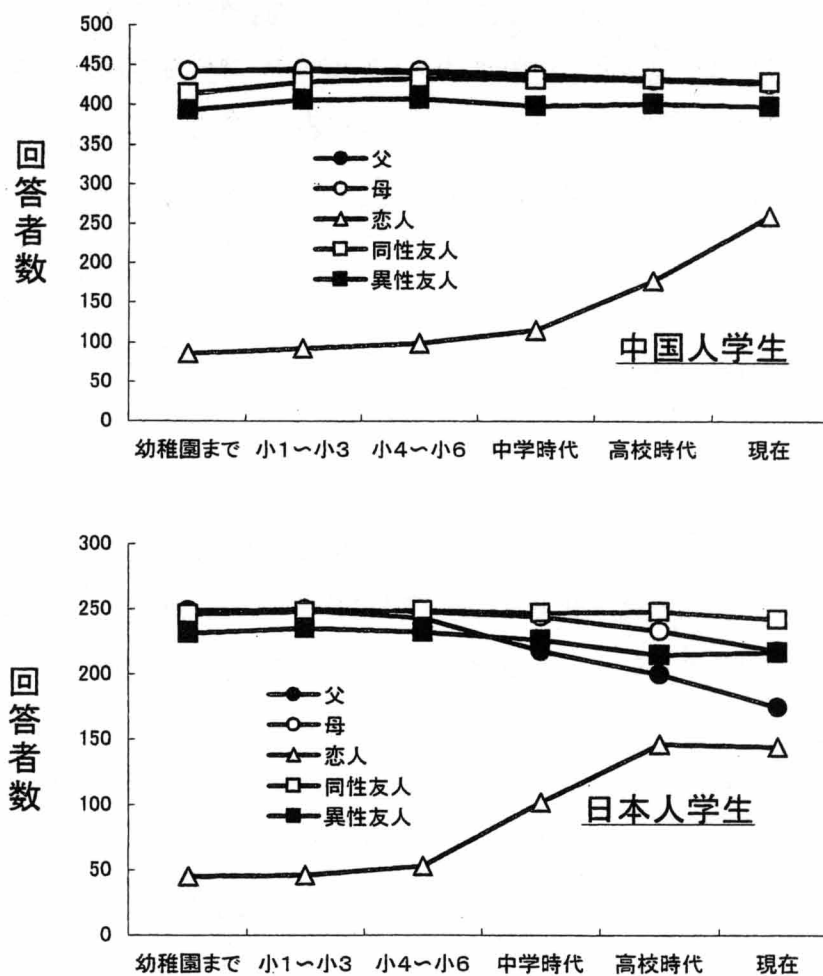 500
450
400
350
300
250
200
150
100
50
0
回答者数
父
母
恋人
同性友人
異性友人
中国人学生
幼稚園まで 小1〜小3 小4〜小6 中学時代 高校時代 現在
300
250
200
150
100
50
0
回答者数
父
母
恋人
同性友人
異性友人
日本人学生
幼稚園まで 小1〜小3 小4〜小6 中学時代 高校時代 現在